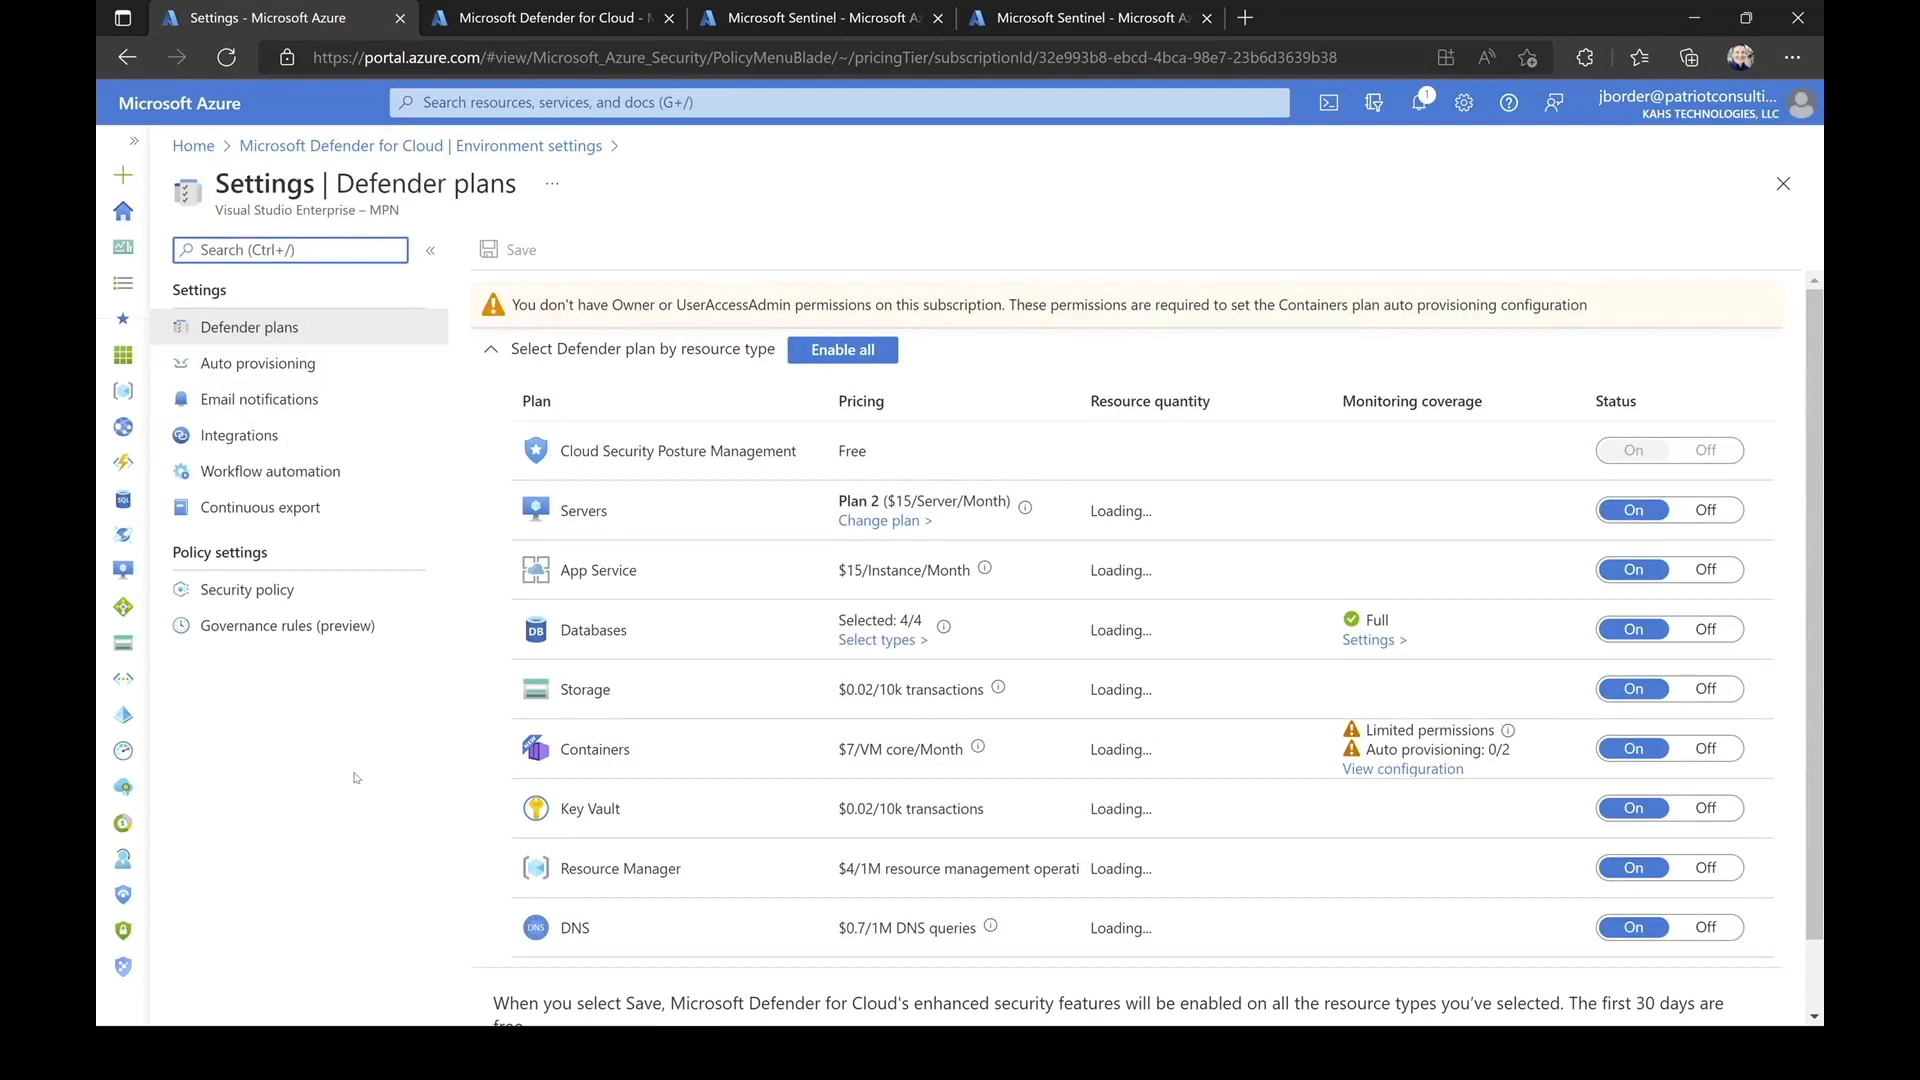 Settings - Microsoft Azure
Microsoft Defender for Cloud -
Microsoft Sentinel - Microsoft Az
Microsoft Sentinel - Microsoft Az
https://portal.azure.com/#view/Microsoft_Azure_Security/PolicyMenuBlade/~/pricingTier/subscriptionId/32e993b8-ebcd-4bca-98e7-23b6d3639b38
Microsoft Azure
Search resources, services, and docs (G+/)
1
jborder@patriotconsulti...
KAHS TECHNOLOGIES, LLC
Home > Microsoft Defender for Cloud | Environment settings >
Settings | Defender plans ...
Visual Studio Enterprise – MPN
Search (Ctrl+/)
Save
Settings
Defender plans
Auto provisioning
Email notifications
Integrations
Workflow automation
Continuous export
Policy settings
Security policy
Governance rules (preview)
You don't have Owner or UserAccessAdmin permissions on this subscription. These permissions are required to set the Containers plan auto provisioning configuration
Select Defender plan by resource type Enable all
Plan Pricing Resource quantity Monitoring coverage Status
Cloud Security Posture Management Free On Off
Servers Plan 2 ($15/Server/Month) Loading... On Off
Change plan >
App Service $15/Instance/Month Loading... On Off
Databases Selected: 4/4 Loading... Full On Off
Select types > Settings >
Storage $0.02/10k transactions Loading... On Off
Containers $7/VM core/Month Loading... Limited permissions On Off
Auto provisioning: 0/2
View configuration
Key Vault $0.02/10k transactions Loading... On Off
Resource Manager $4/1M resource management operati Loading... On Off
DNS DNS $0.7/1M DNS queries Loading... On Off
When you select Save, Microsoft Defender for Cloud's enhanced security features will be enabled on all the resource types you've selected. The first 30 days are
free
SQL
DB